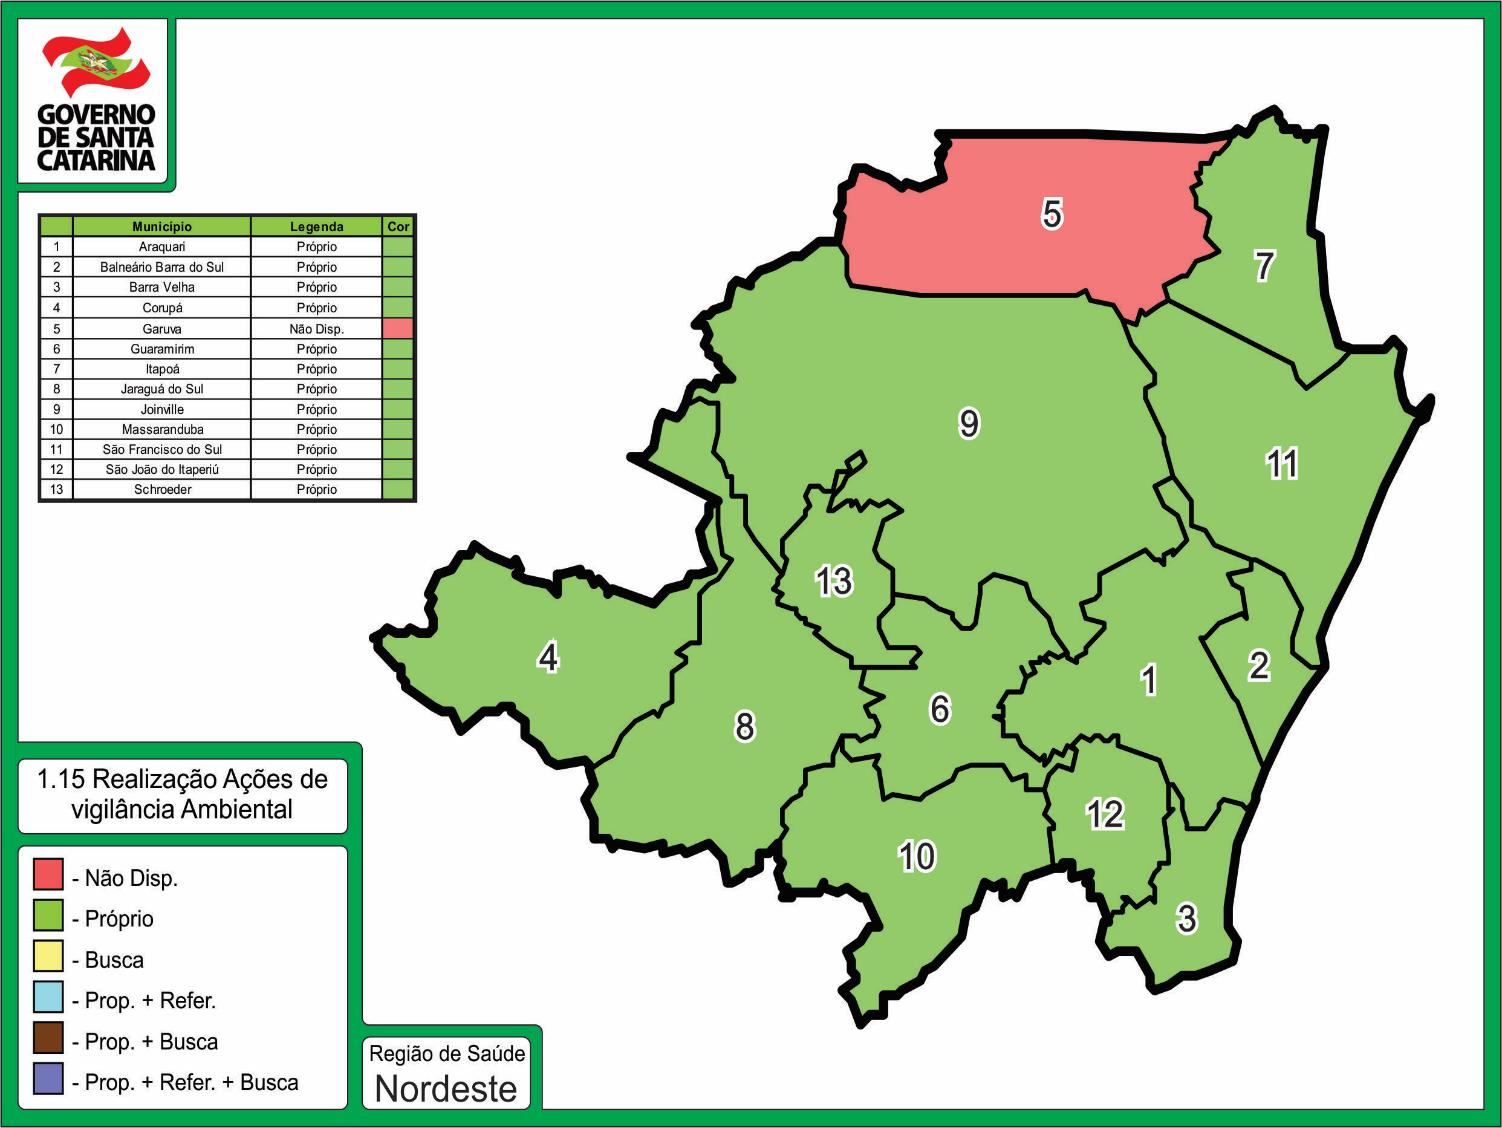 GOVERNO
DE SANTA
CATARINA
Município Legenda Cor
1 Araquari Próprio
2 Balneário Barra do Sul Próprio
3 Barra Velha Próprio
4 Corupá Próprio
5 Garuva Não Disp.
6 Guaramirim Próprio
7 Itapoá Próprio
8 Jaraguá do Sul Próprio
9 Joinville Próprio
10 Massaranduba Próprio
11 São Francisco do Sul Próprio
12 São João do Itaperiú Próprio
13 Schroeder Próprio
5
7
9
11
13
4
2
1
6
8
12
10
3
1.15 Realização Ações de
vigilância Ambiental
- Não Disp.
- Próprio
- Busca
- Prop. + Refer.
- Prop. + Busca
- Prop. + Refer. + Busca
Região de Saúde
Nordeste